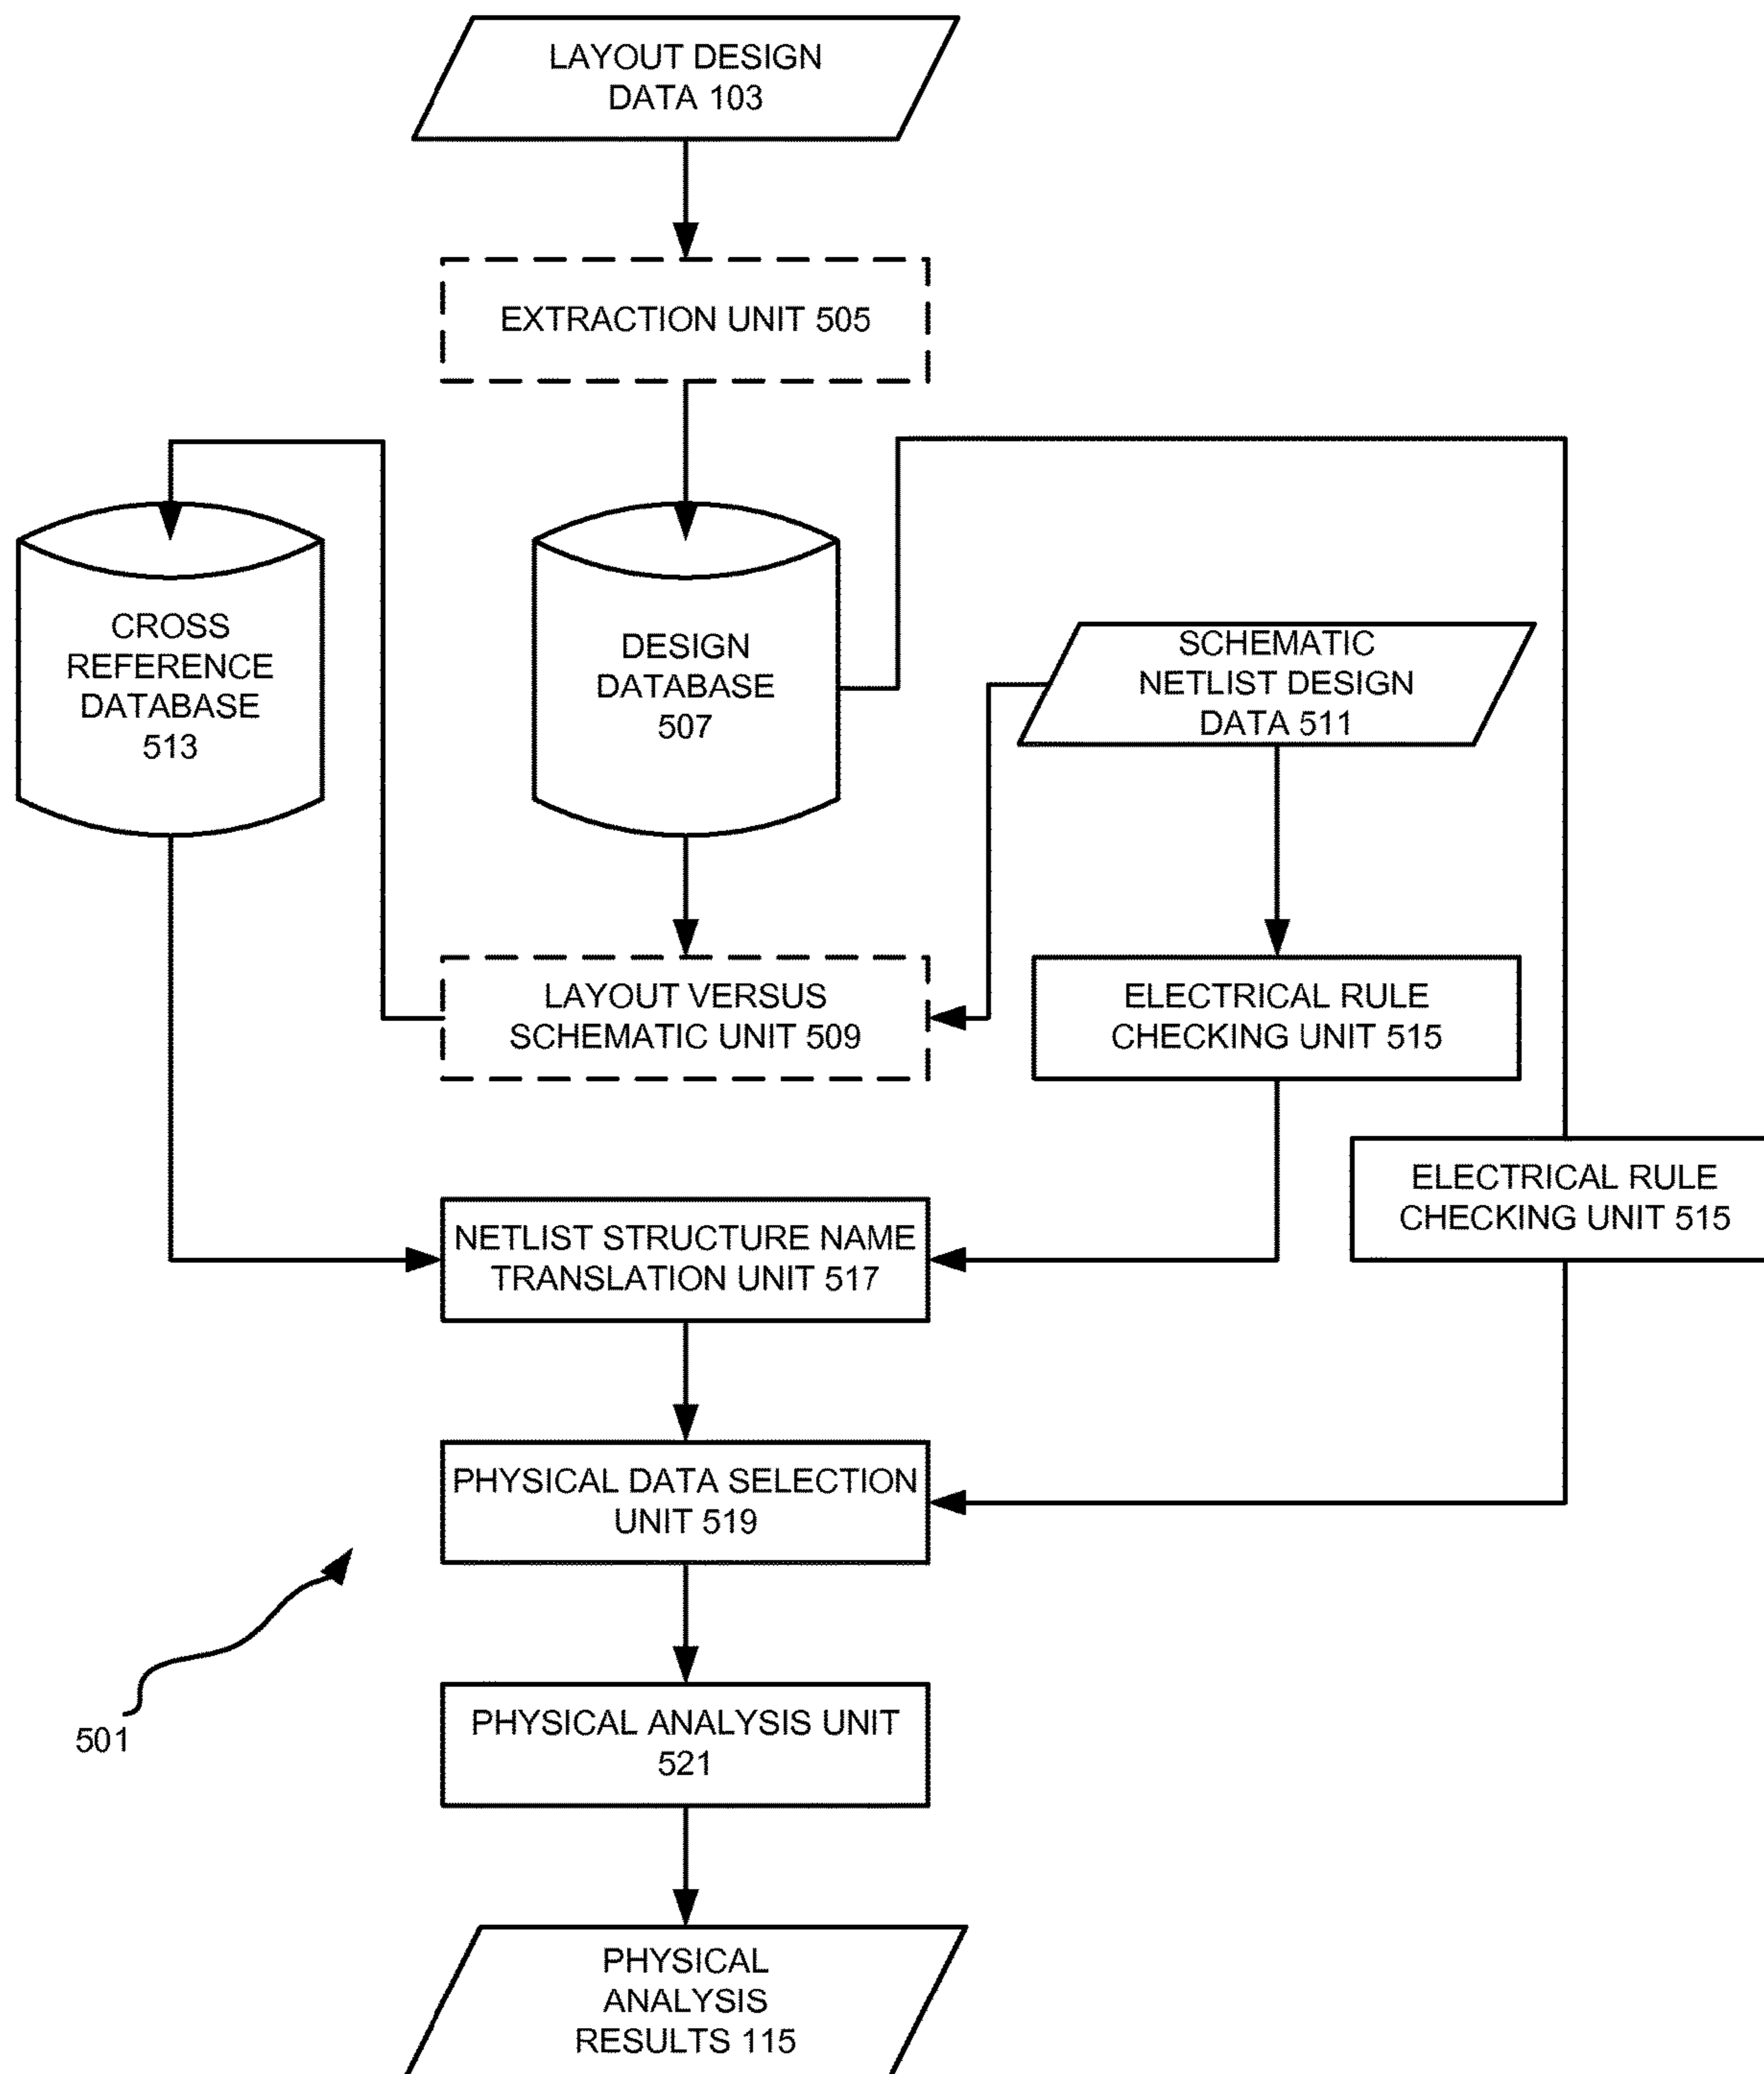 LAYOUT DESIGN
DATA 103
EXTRACTION UNIT 505
CROSS
REFERENCE
DATABASE
513
DESIGN
DATABASE
507
SCHEMATIC
NETLIST DESIGN
DATA 511
LAYOUT VERSUS
SCHEMATIC UNIT 509
ELECTRICAL RULE
CHECKING UNIT 515
ELECTRICAL RULE
CHECKING UNIT 515
NETLIST STRUCTURE NAME
TRANSLATION UNIT 517
PHYSICAL DATA SELECTION
UNIT 519
501
PHYSICAL ANALYSIS UNIT
521
PHYSICAL
ANALYSIS
RESULTS 115